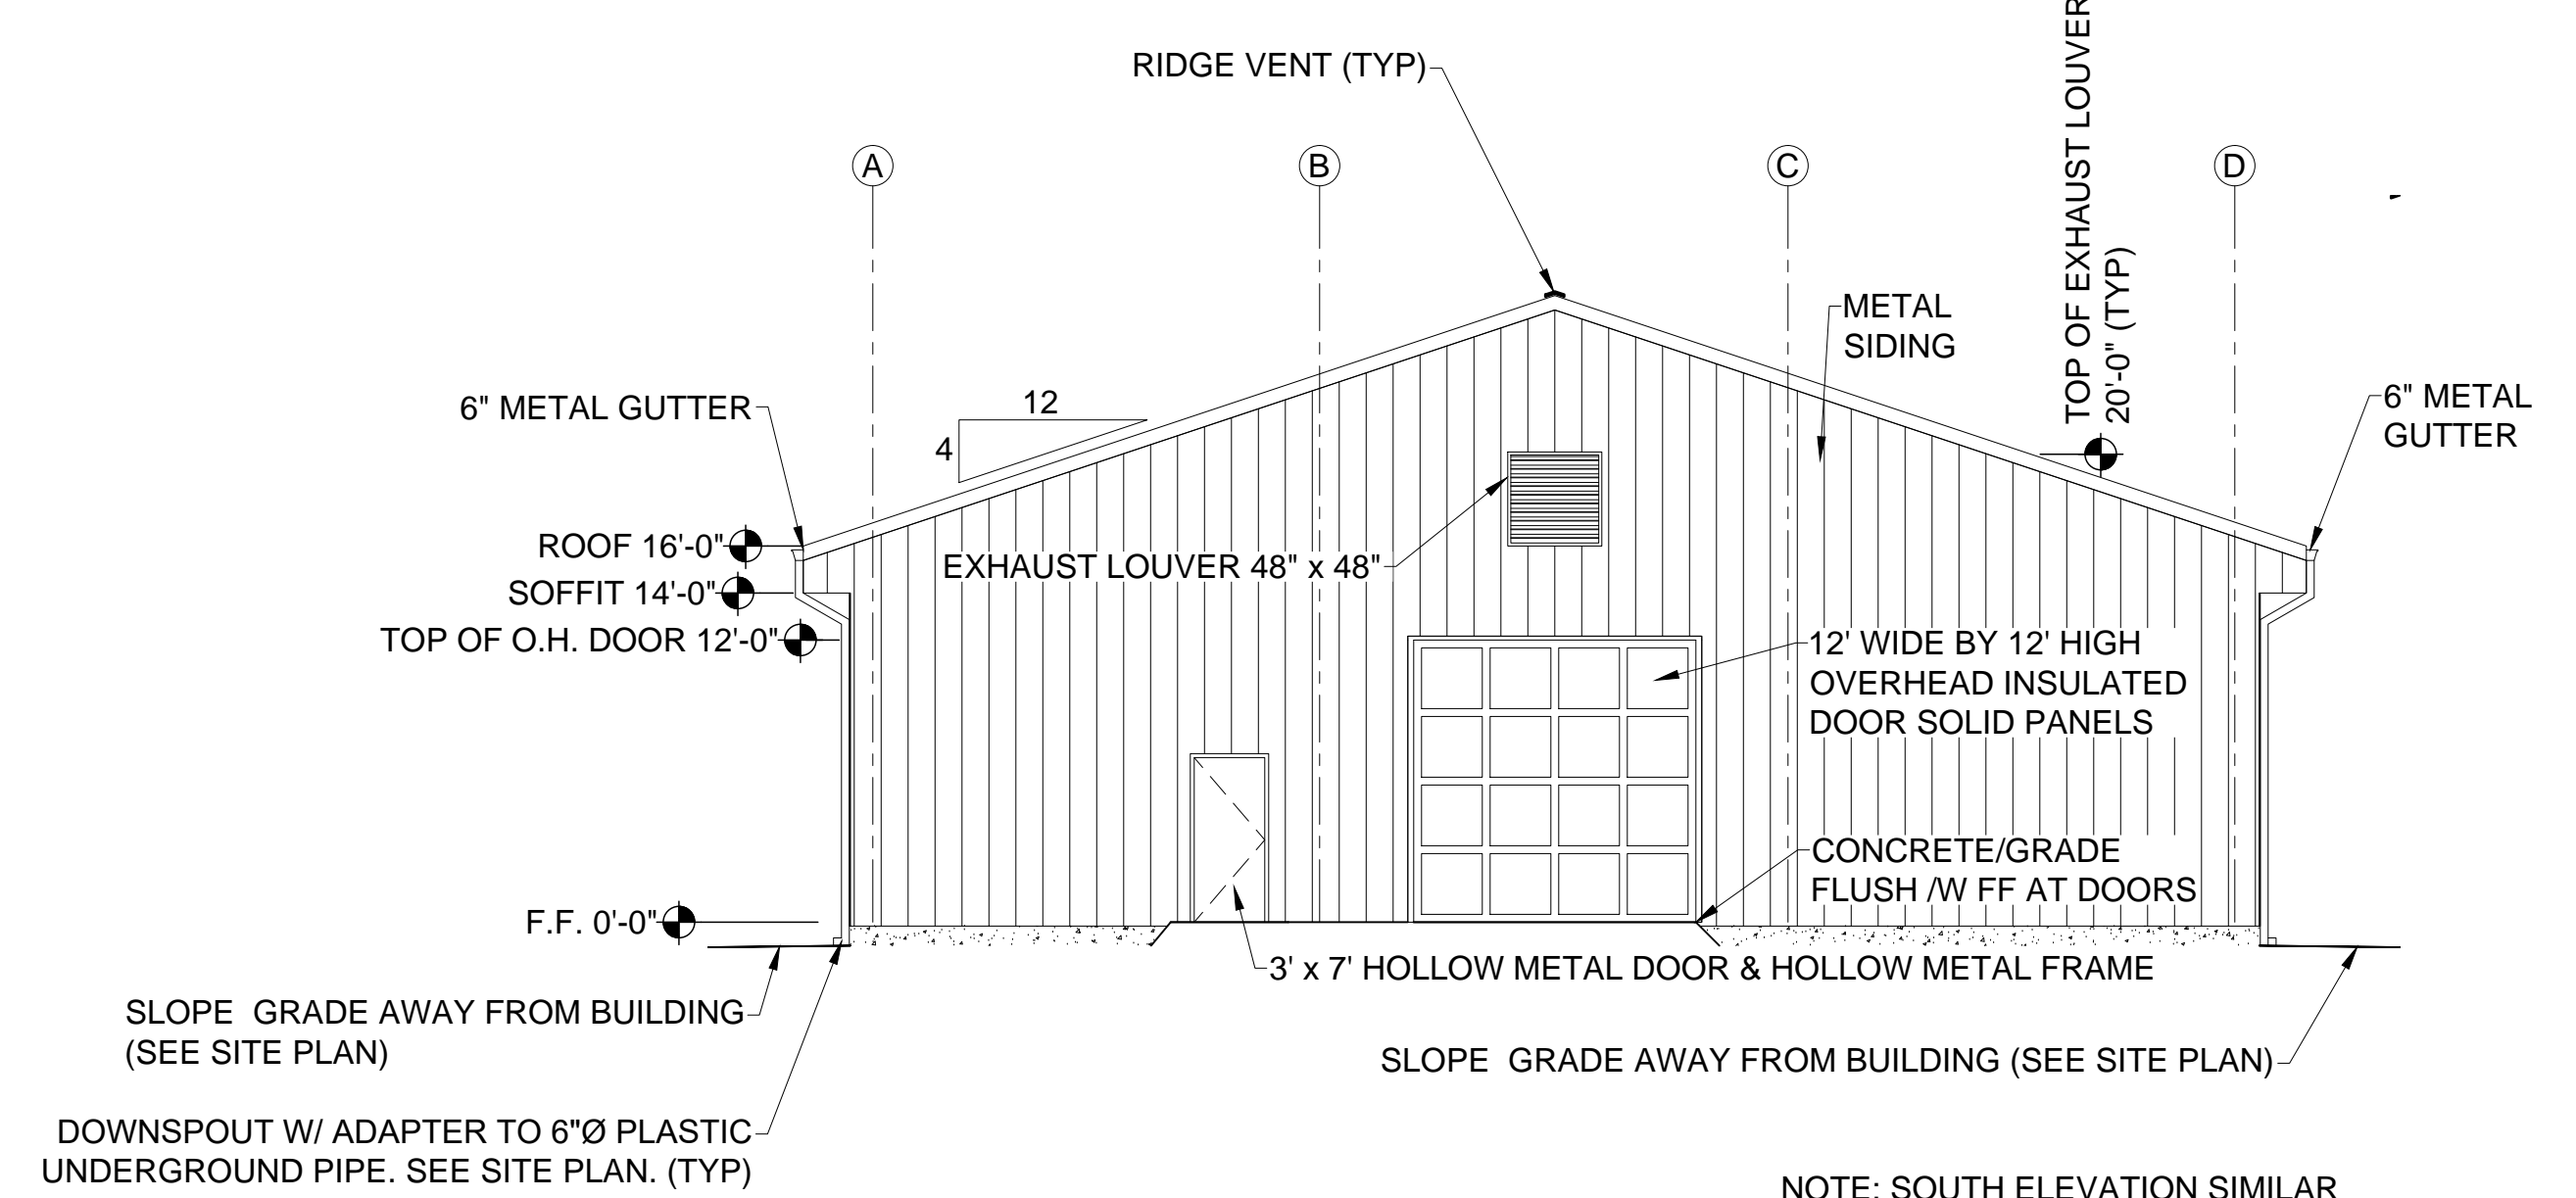 RIDGE VENT (TYP)
A
B
C
D
TOP OF EXHAUST LOUVER
20'-0" (TYP)
METAL
SIDING
6" METAL GUTTER
12
4
6" METAL
GUTTER
ROOF 16'-0"
EXHAUST LOUVER 48" x 48"
SOFFIT 14'-0"
TOP OF O.H. DOOR 12'-0"
12' WIDE BY 12' HIGH
OVERHEAD INSULATED
DOOR SOLID PANELS
CONCRETE/GRADE
FLUSH /W FF AT DOORS
F.F. 0'-0"
3' x 7' HOLLOW METAL DOOR & HOLLOW METAL FRAME
SLOPE GRADE AWAY FROM BUILDING
(SEE SITE PLAN)
SLOPE GRADE AWAY FROM BUILDING (SEE SITE PLAN)
DOWNSPOUT W/ ADAPTER TO 6"Ø PLASTIC
UNDERGROUND PIPE. SEE SITE PLAN. (TYP)
NOTE: SOUTH ELEVATION SIMILAR